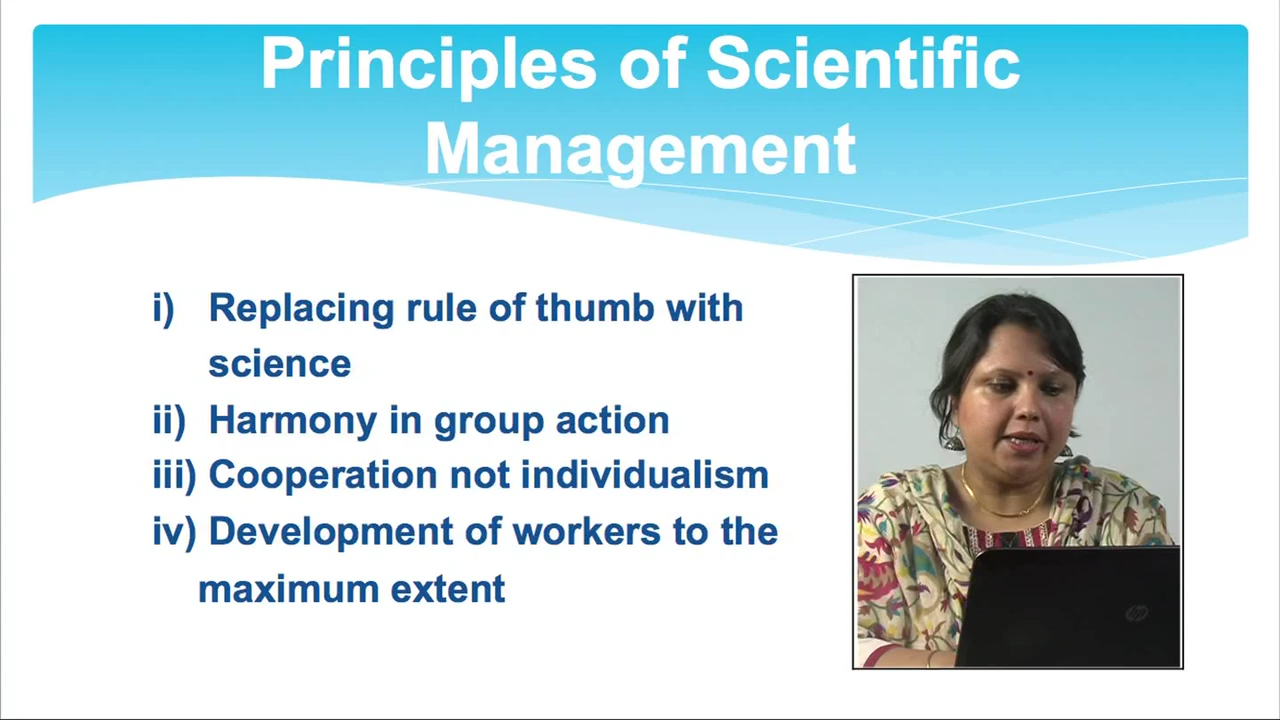 Principles of Scientific
Management
i) Replacing rule of thumb with
science
ii) Harmony in group action
iii) Cooperation not individualism
iv) Development of workers to the
maximum extent
hp